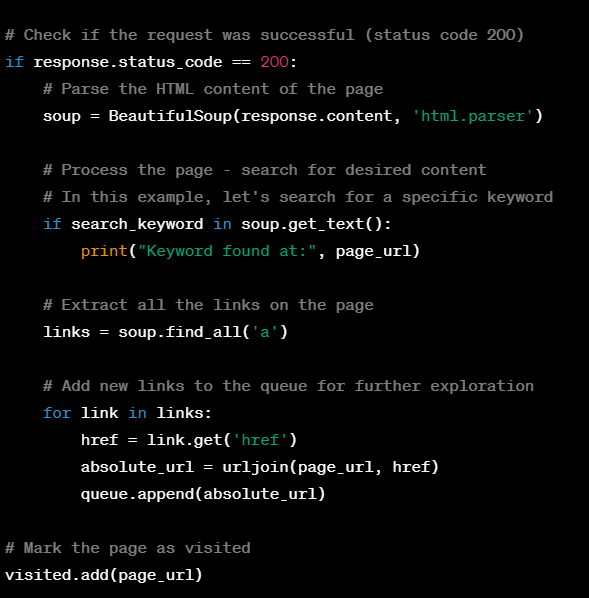 # Check if the request was successful (status code 200)
if response.status_code == 200:
    # Parse the HTML content of the page
    soup = BeautifulSoup(response.content, 'html.parser')

    # Process the page - search for desired content
    # In this example, let's search for a specific keyword
    if search_keyword in soup.get_text():
        print("Keyword found at:", page_url)

    # Extract all the links on the page
    links = soup.find_all('a')

    # Add new links to the queue for further exploration
    for link in links:
        href = link.get('href')
        absolute_url = urljoin(page_url, href)
        queue.append(absolute_url)

# Mark the page as visited
visited.add(page_url)